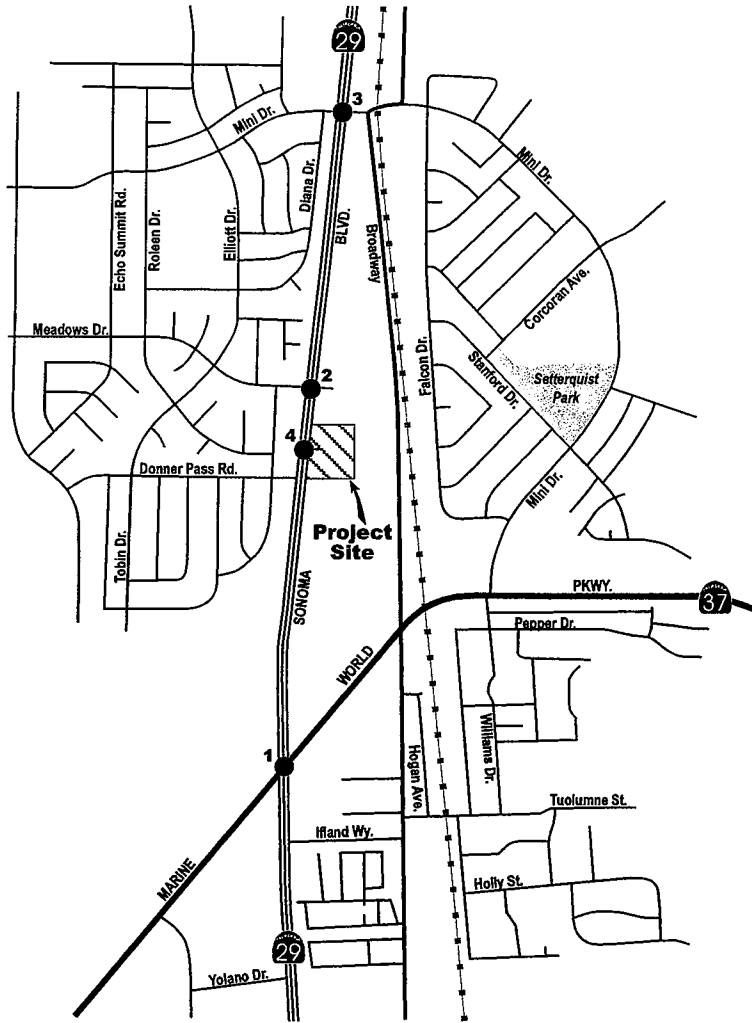 29
3
Mini Dr.
Mini Dr.
Diana Dr.
BLVD.
Echo Summit Rd.
Roleen Dr.
Elliott Dr.
Broadway
Corcoran Ave.
Meadows Dr.
Falcon Dr.
Stanford Dr.
Setterquist
Park
2
4
Donner Pass Rd.
Mini Dr.
Project
Site
Tobin Dr.
SONOMA
PKWY.
37
Pepper Dr.
WORLD
1
Hogan Ave.
Williams Dr.
Tuolumne St.
Ifland Wy.
MARINE
Holly St.
29
Yolano Dr.